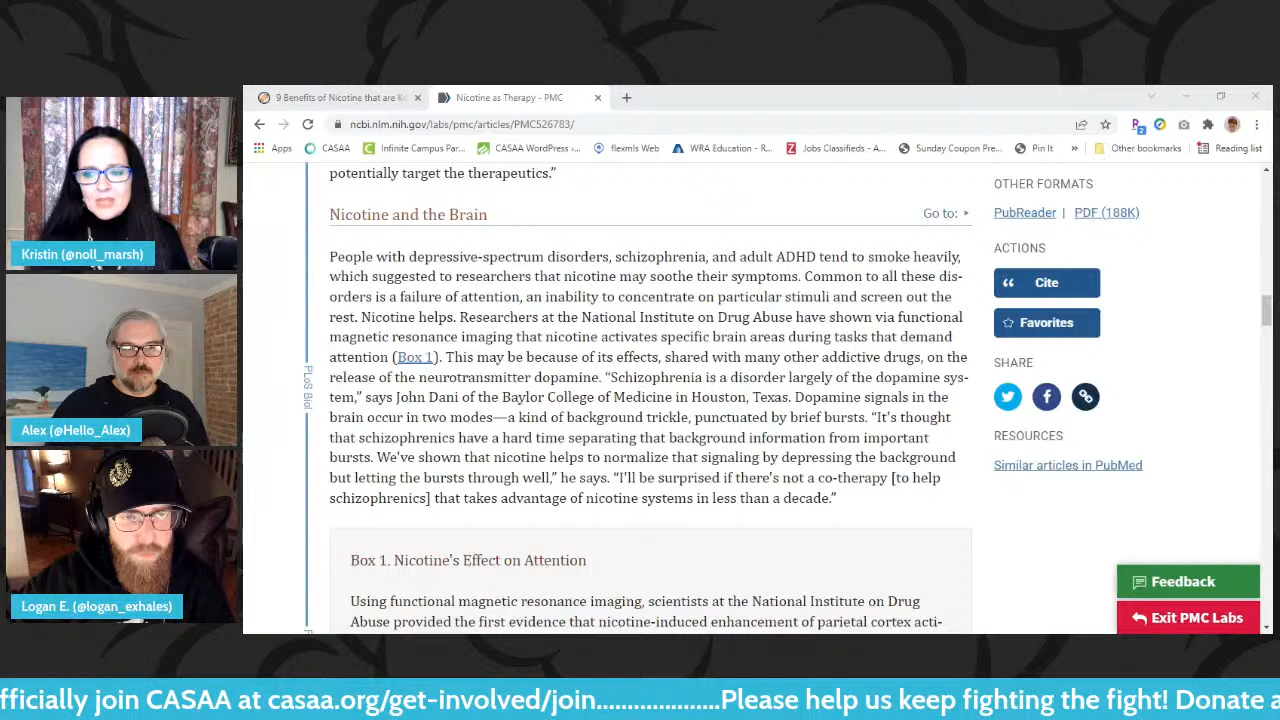 9 Benefits of Nicotine that are Ke
Nicotine as Therapy - PMC
ncbi.nlm.nih.gov/labs/pmc/articles/PMC526783/
Apps
CASAA
Infinite Campus Par...
CASAA WordPress ‹...
flexmls Web
WRA Education - R...
Jobs Classifieds - A...
Sunday Coupon Pre...
Pin It
»
Other bookmarks
Reading list
potentially target the therapeutics.”
Nicotine and the Brain
Go to:
People with depressive-spectrum disorders, schizophrenia, and adult ADHD tend to smoke heavily,
which suggested to researchers that nicotine may soothe their symptoms. Common to all these dis-
orders is a failure of attention, an inability to concentrate on particular stimuli and screen out the
rest. Nicotine helps. Researchers at the National Institute on Drug Abuse have shown via functional
magnetic resonance imaging that nicotine activates specific brain areas during tasks that demand
attention (Box 1). This may be because of its effects, shared with many other addictive drugs, on the
release of the neurotransmitter dopamine. “Schizophrenia is a disorder largely of the dopamine sys-
tem,” says John Dani of the Baylor College of Medicine in Houston, Texas. Dopamine signals in the
brain occur in two modes—a kind of background trickle, punctuated by brief bursts. “It's thought
that schizophrenics have a hard time separating that background information from important
bursts. We've shown that nicotine helps to normalize that signaling by depressing the background
but letting the bursts through well,” he says. “I'll be surprised if there's not a co-therapy [to help
schizophrenics] that takes advantage of nicotine systems in less than a decade.”
Box 1. Nicotine's Effect on Attention
Using functional magnetic resonance imaging, scientists at the National Institute on Drug
Abuse provided the first evidence that nicotine-induced enhancement of parietal cortex acti-
PLoS Biol
OTHER FORMATS
PubReader | PDF (188K)
ACTIONS
Cite
Favorites
SHARE
RESOURCES
Similar articles in PubMed
Feedback
Exit PMC Labs
Kristin (@noll_marsh)
Alex (@Hello_Alex)
Logan E. (@logan_exhales)
fficially join CASAA at casaa.org/get-involved/join....................Please help us keep fighting the fight! Donate a